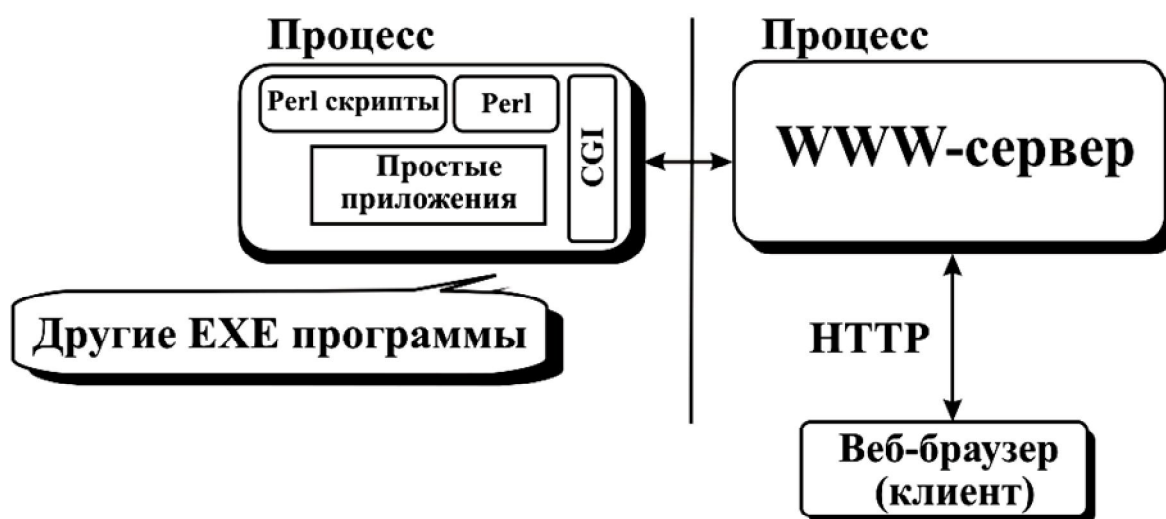 Процесс
Perl скрипты
Perl
CGI
Простые
приложения
Другие EXE программы
Процесс
WWW-сервер
HTTP
Веб-браузер
(клиент)